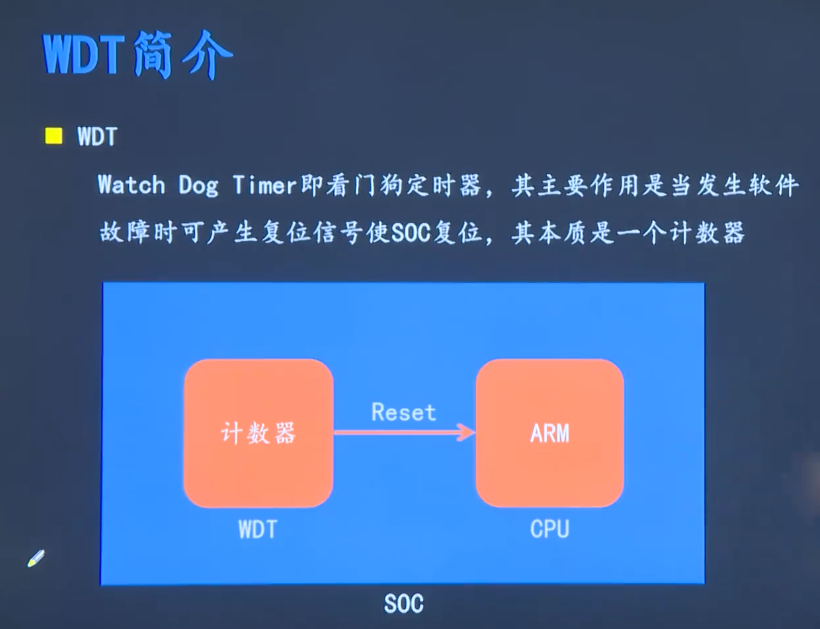 WDT简介
WDT
Watch Dog Timer即看门狗定时器，其主要作用是当发生软件
故障时可产生复位信号使SOC复位，其本质是一个计数器
计数器
Reset
ARM
WDT
CPU
SOC